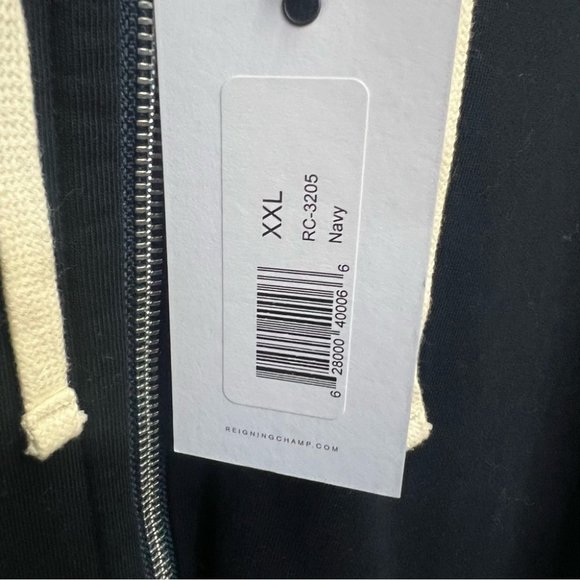 XXL
RC-3205
Navy
6 28000 40006 6
REIGNINGCHAMP.COM